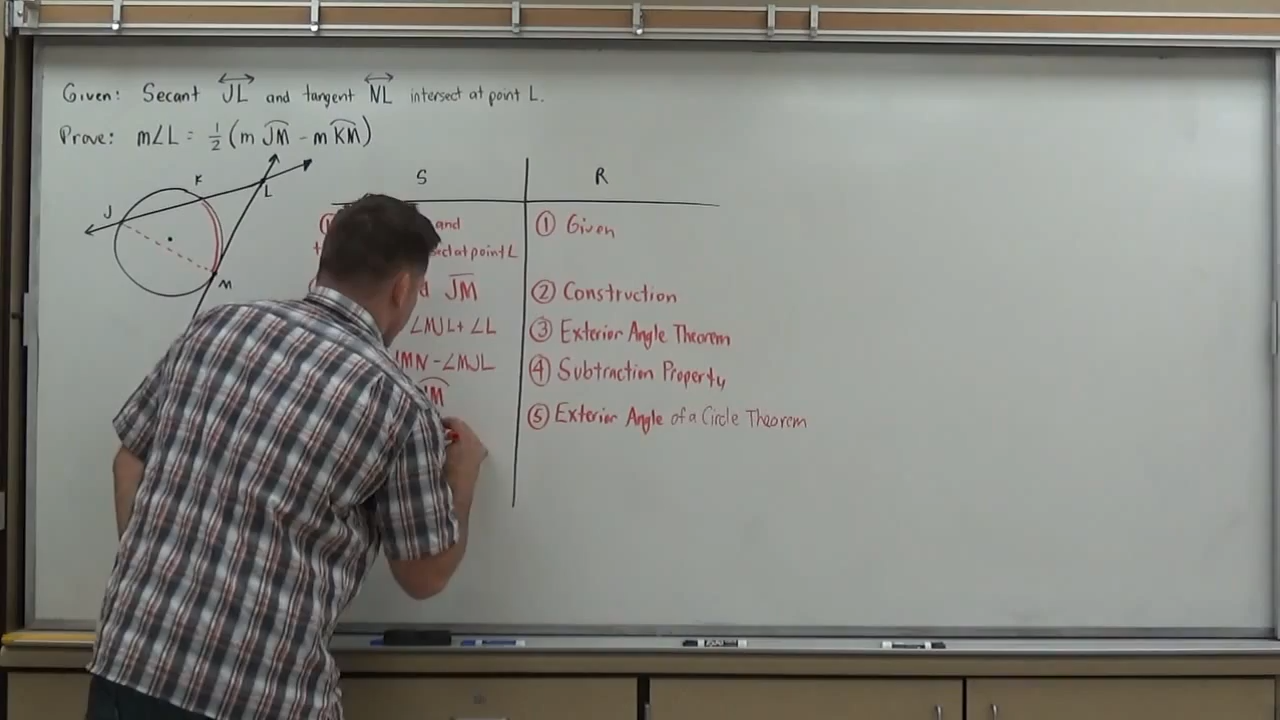 Given: Secant JL and tangent NL intersect at point L.
Prove: m∠L = 1/2 (m JM - m KM)
S
R
K
L
J
M
and
at point L
JM
∠MJL + ∠L
MN - ∠MJL
M
① Given
② Construction
③ Exterior Angle Theorem
④ Subtraction Property
⑤ Exterior Angle of a Circle Theorem